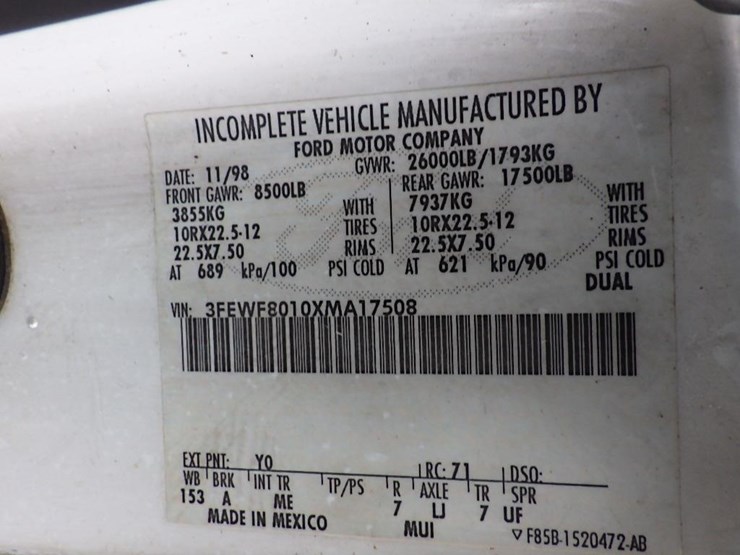 INCOMPLETE VEHICLE MANUFACTURED BY
FORD MOTOR COMPANY
DATE: 11/98 GVWR: 26000LB/1793KG
FRONT GAWR: 8500LB REAR GAWR: 17500LB
3855KG WITH 7937KG WITH
10RX22.5-12 TIRES 10RX22.5-12 TIRES
22.5X7.50 RIMS 22.5X7.50 RIMS
AT 689 kPa/100 PSI COLD AT 621 kPa/90 PSI COLD
DUAL
VIN: 3FEWF8010XMA17508
EXT PNT: YO RC: 71 DSO:
WB BRK INT TR TP/PS R AXLE TR SPR
153 A ME 7 LJ 7 UF
MADE IN MEXICO MUI
▽ F85B-1520472-AB